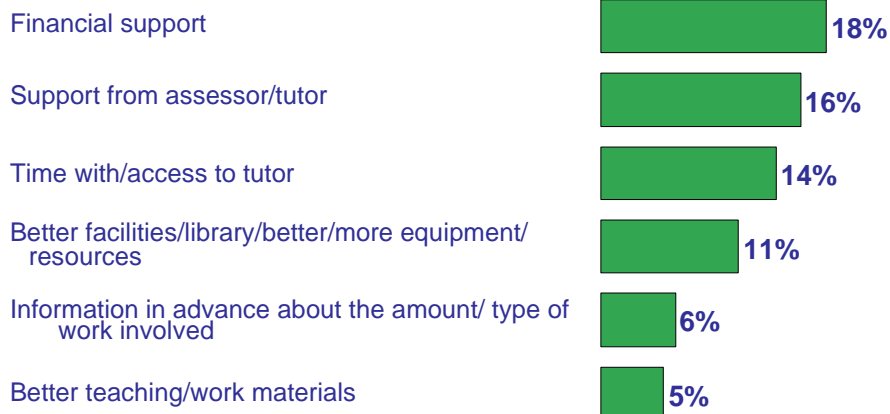 Financial support 18%
Support from assessor/tutor 16%
Time with/access to tutor 14%
Better facilities/library/better/more equipment/
resources 11%
Information in advance about the amount/ type of
work involved 6%
Better teaching/work materials 5%